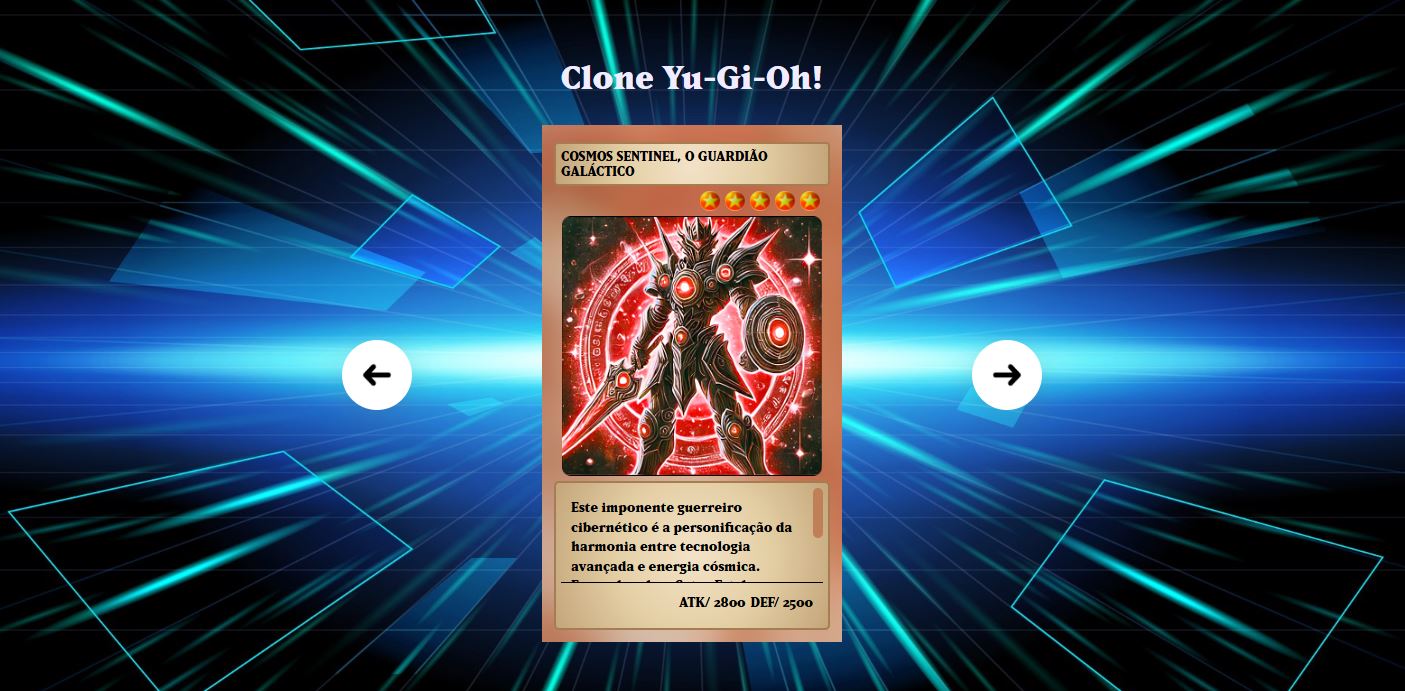 Clone Yu-Gi-Oh!
COSMOS SENTINEL, O GUARDIÃO
GALÁCTICO
Este imponente guerreiro
cibernético é a personificação da
harmonia entre tecnologia
avançada e energia cósmica.
ATK/ 2800 DEF/ 2500